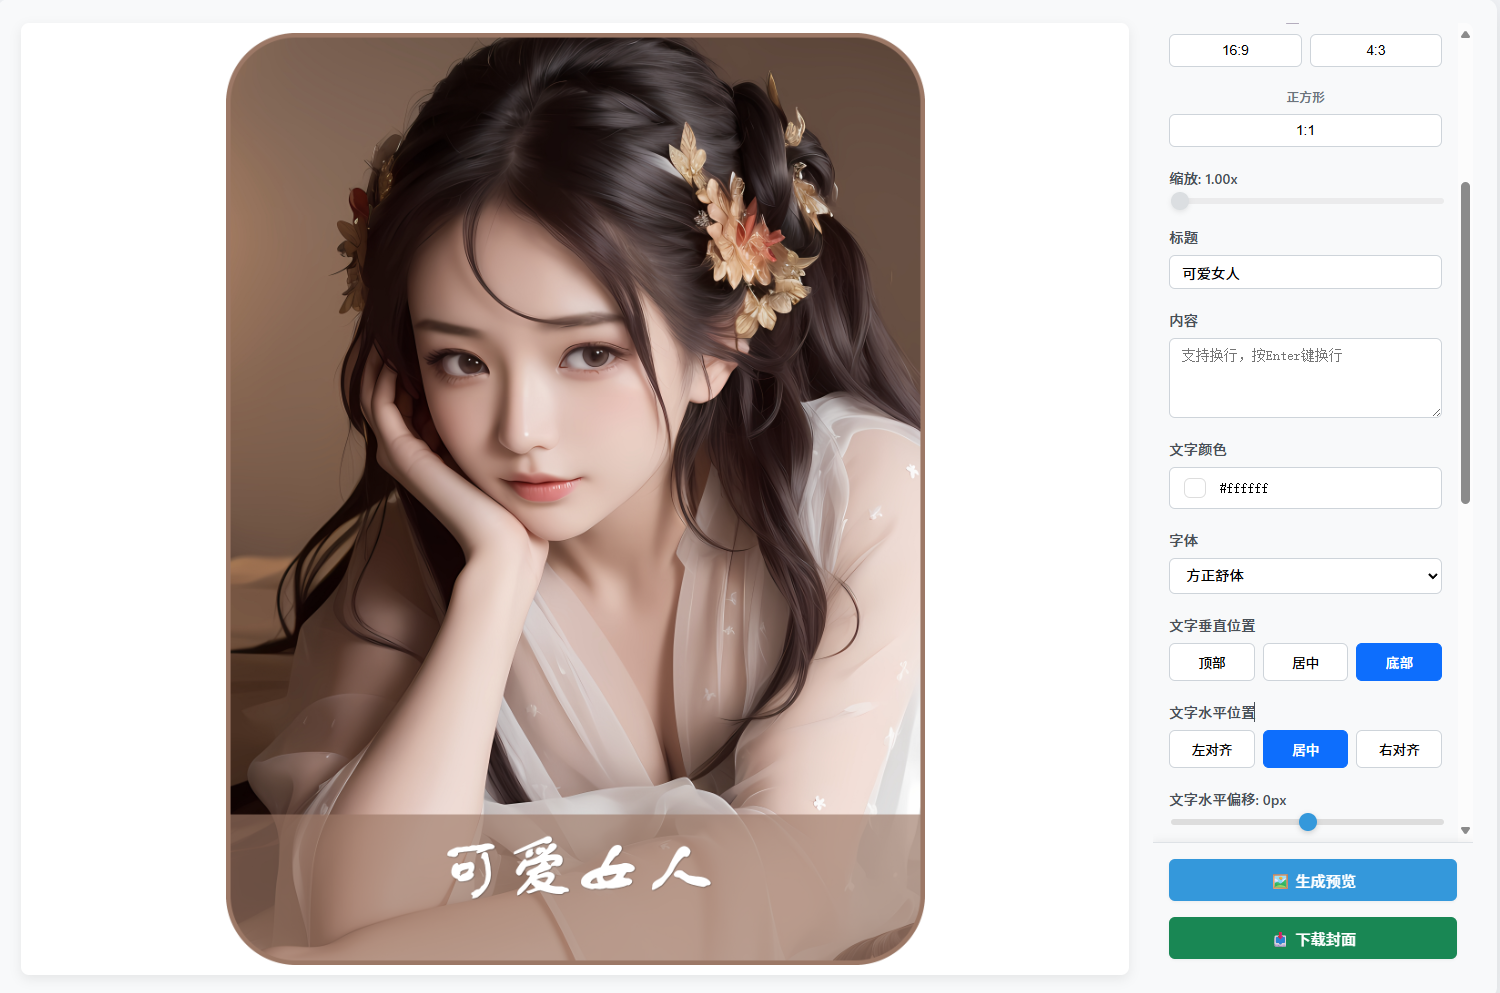 可爱女人
16:9
4:3
正方形
1:1
缩放: 1.00x
标题
可爱女人
内容
支持换行，按Enter键换行
文字颜色
#ffffff
字体
方正舒体
文字垂直位置
顶部
居中
底部
文字水平位置
左对齐
居中
右对齐
文字水平偏移: 0px
生成预览
下载封面